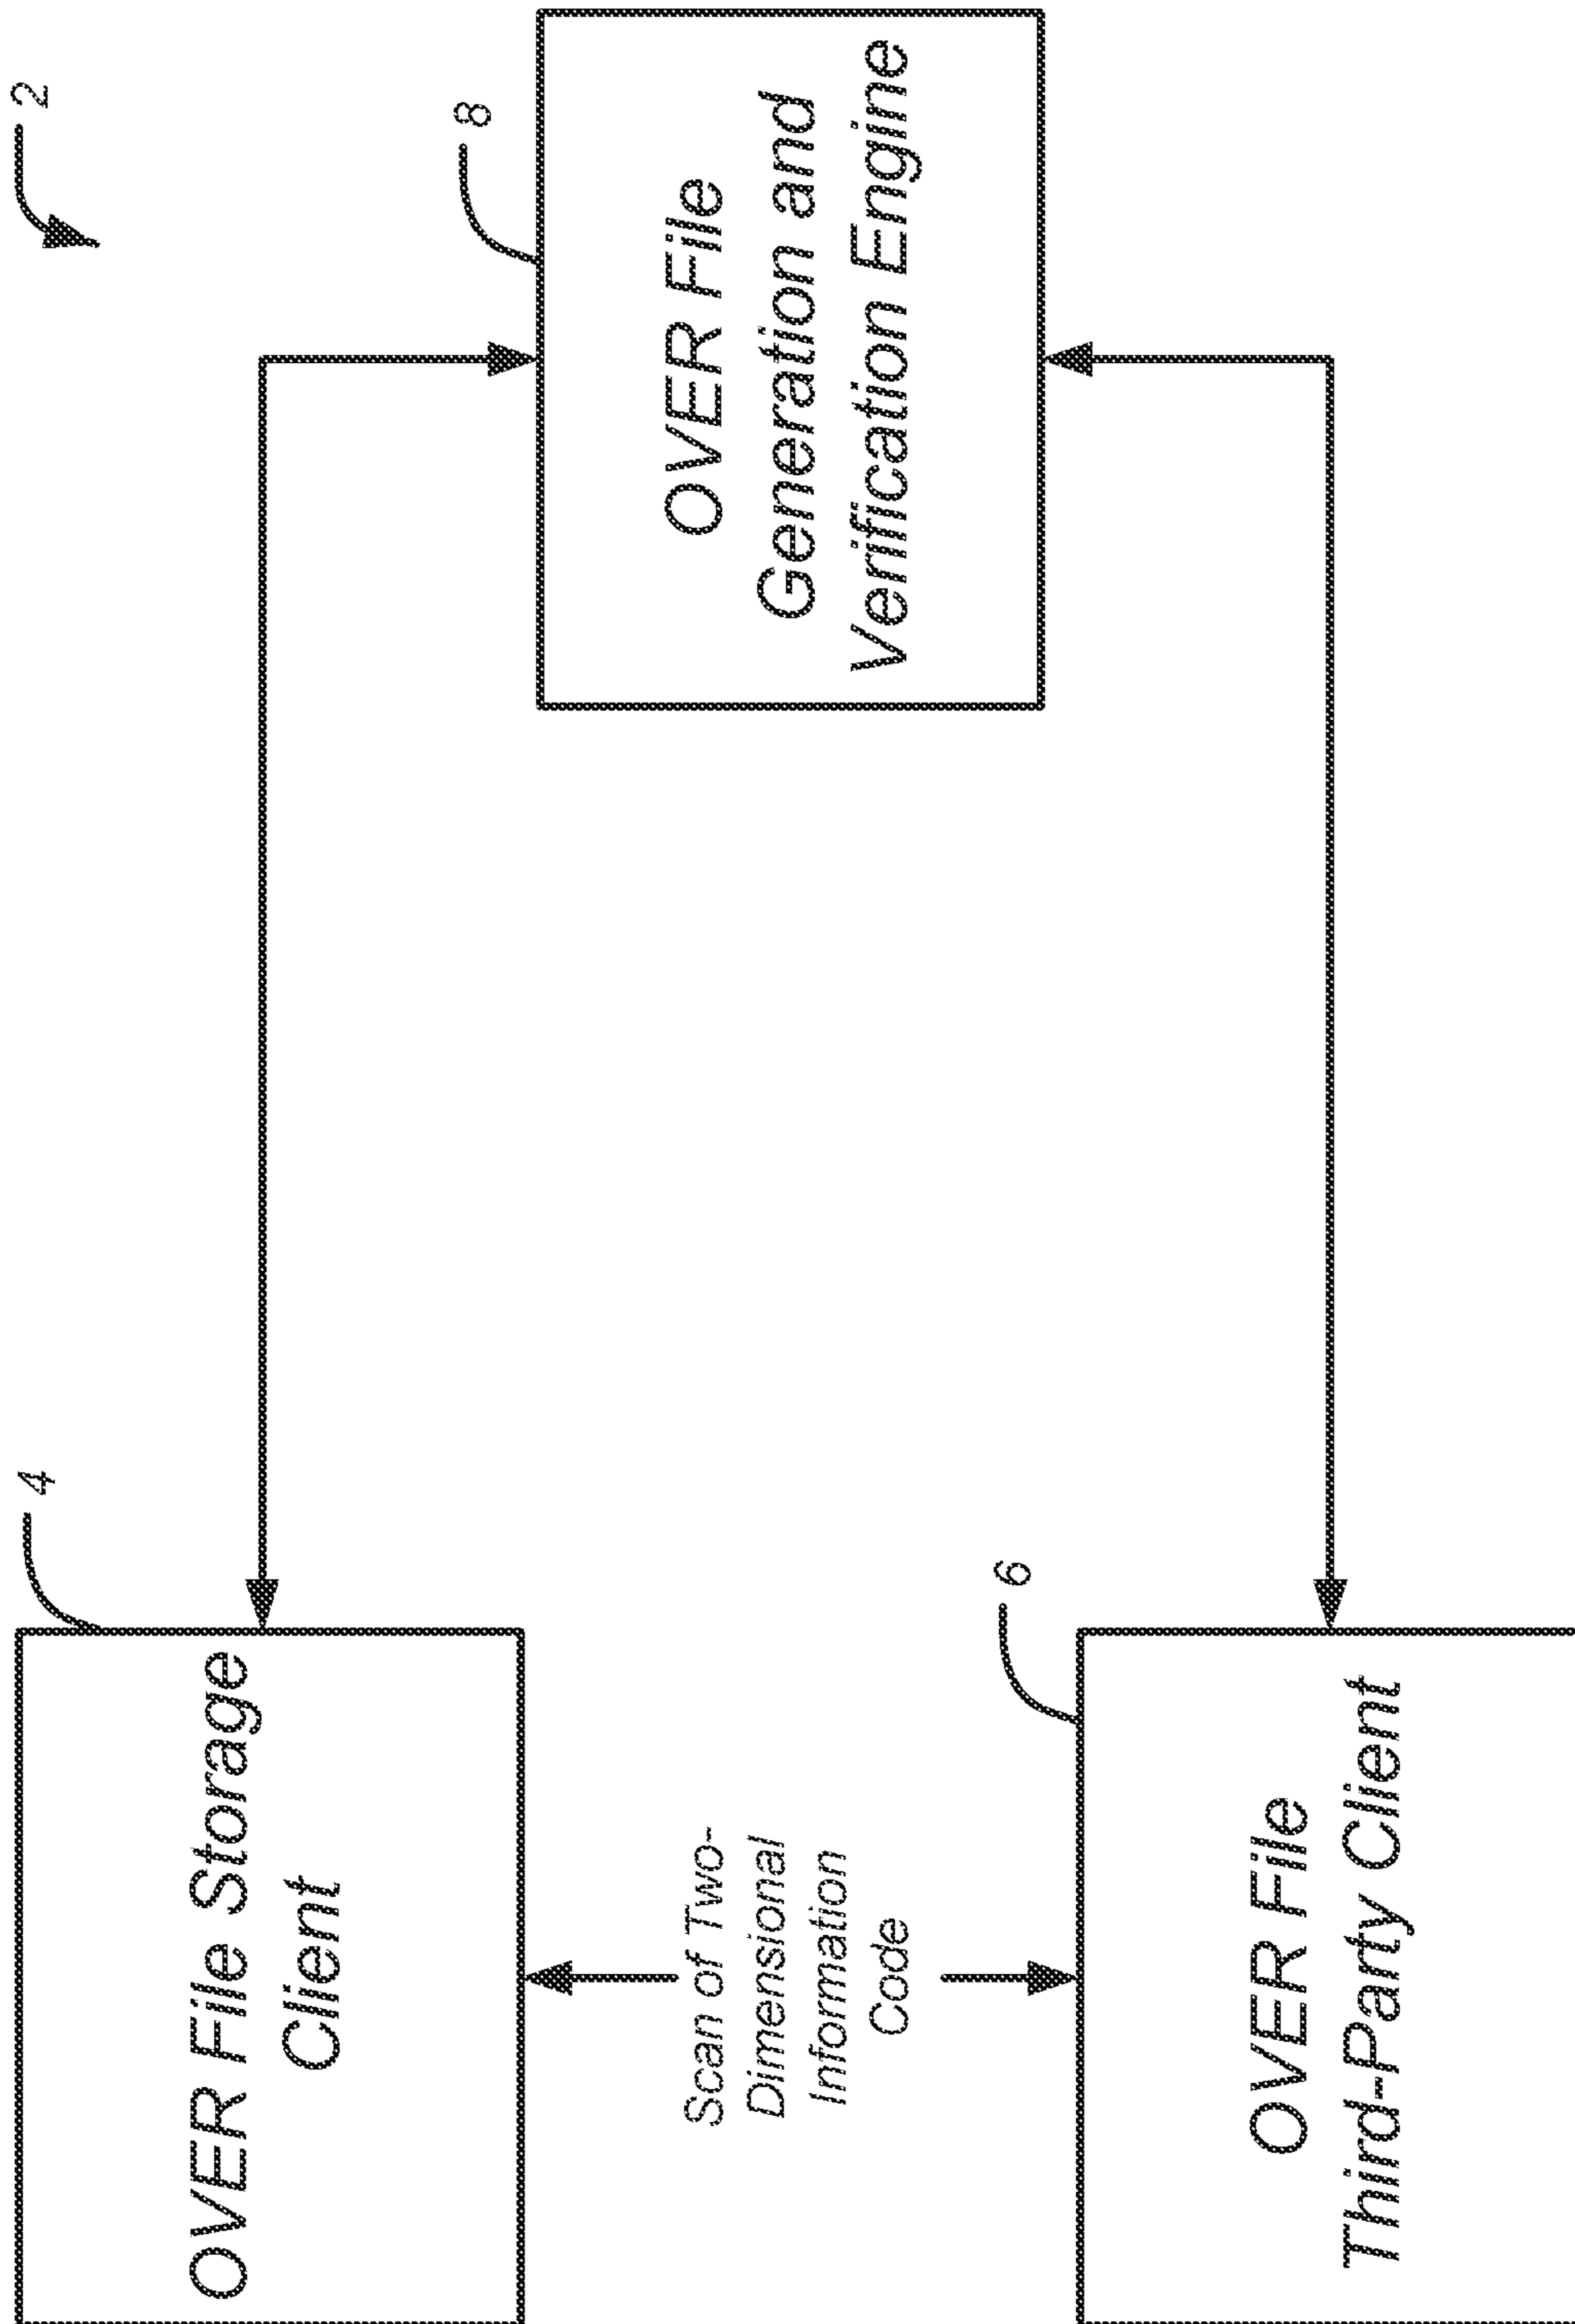 2
4
OVER File Storage
Client
8
OVER File
Generation and
Verification Engine
Scan of Two-
Dimensional
Information
Code
6
OVER File
Third-Party Client